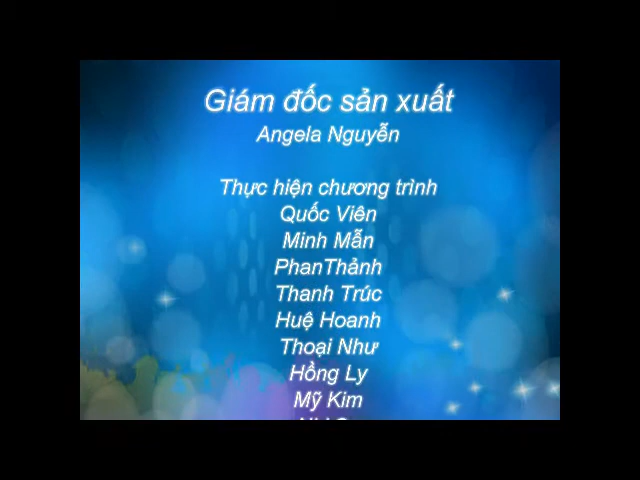 Giám đốc sản xuất
Angela Nguyễn
Thực hiện chương trình
Quốc Viên
Minh Mẫn
PhanThảnh
Thanh Trúc
Huệ Hoanh
Thoại Như
Hồng Ly
Mỹ Kim